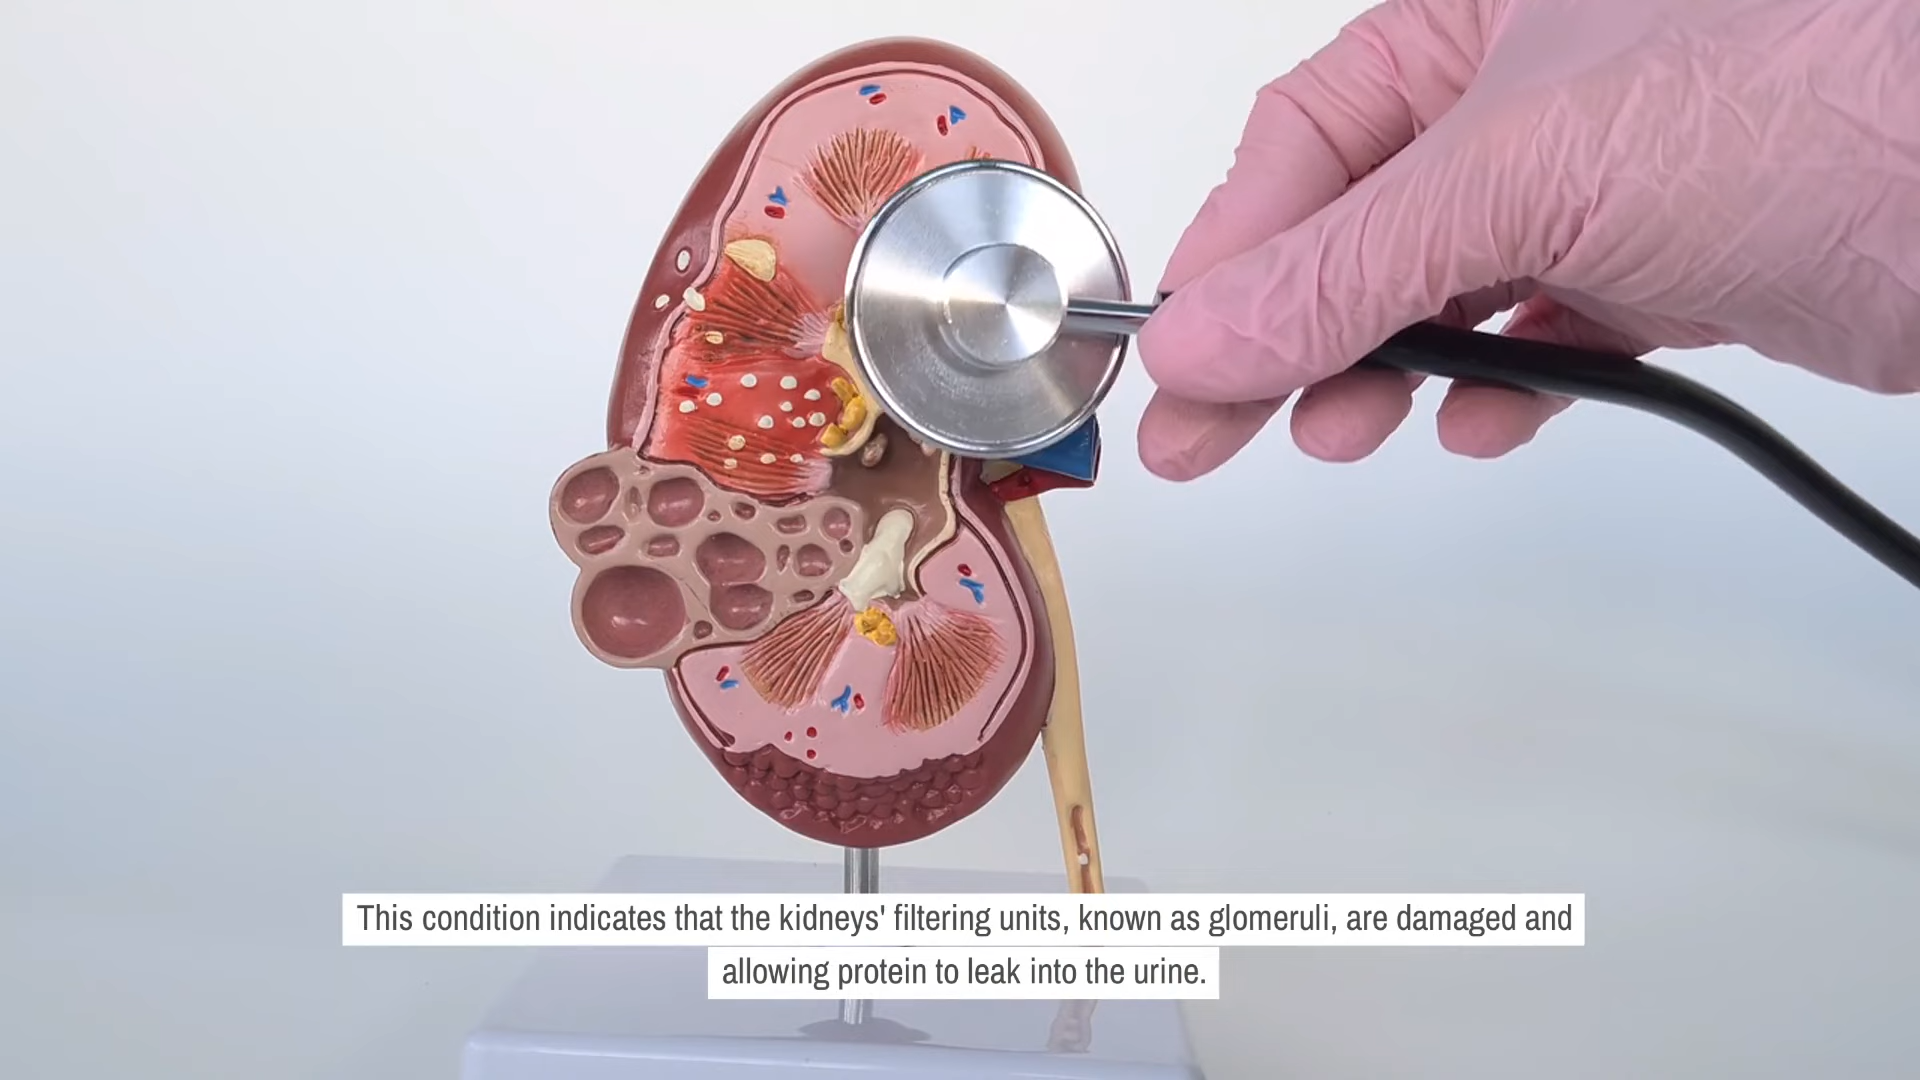 This condition indicates that the kidneys' filtering units, known as glomeruli, are damaged and
allowing protein to leak into the urine.